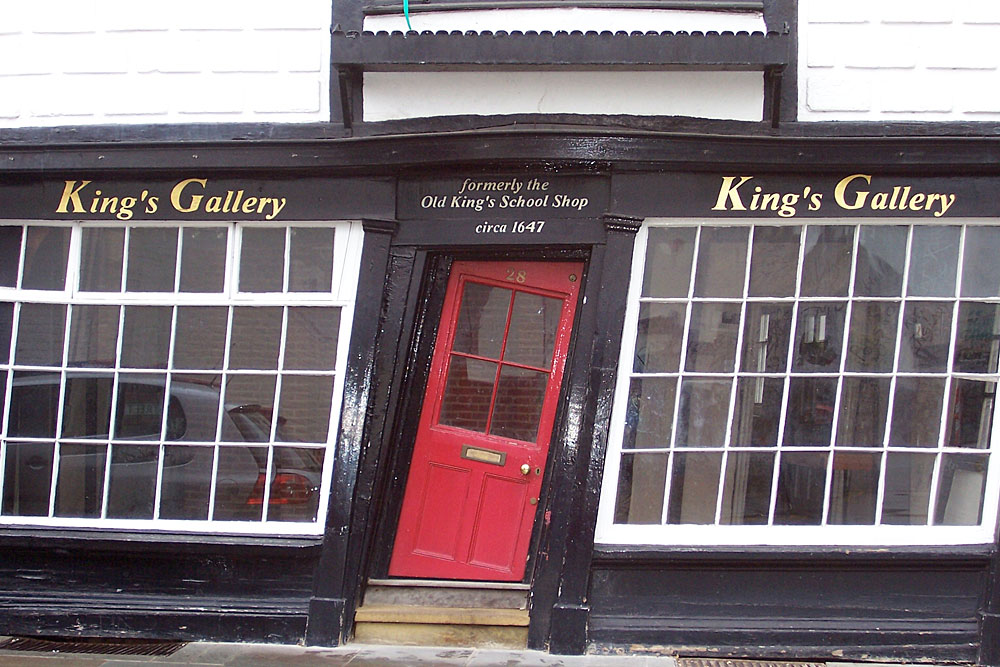 King's Gallery
formerly the
Old King's School Shop
circa 1647
King's Gallery
28